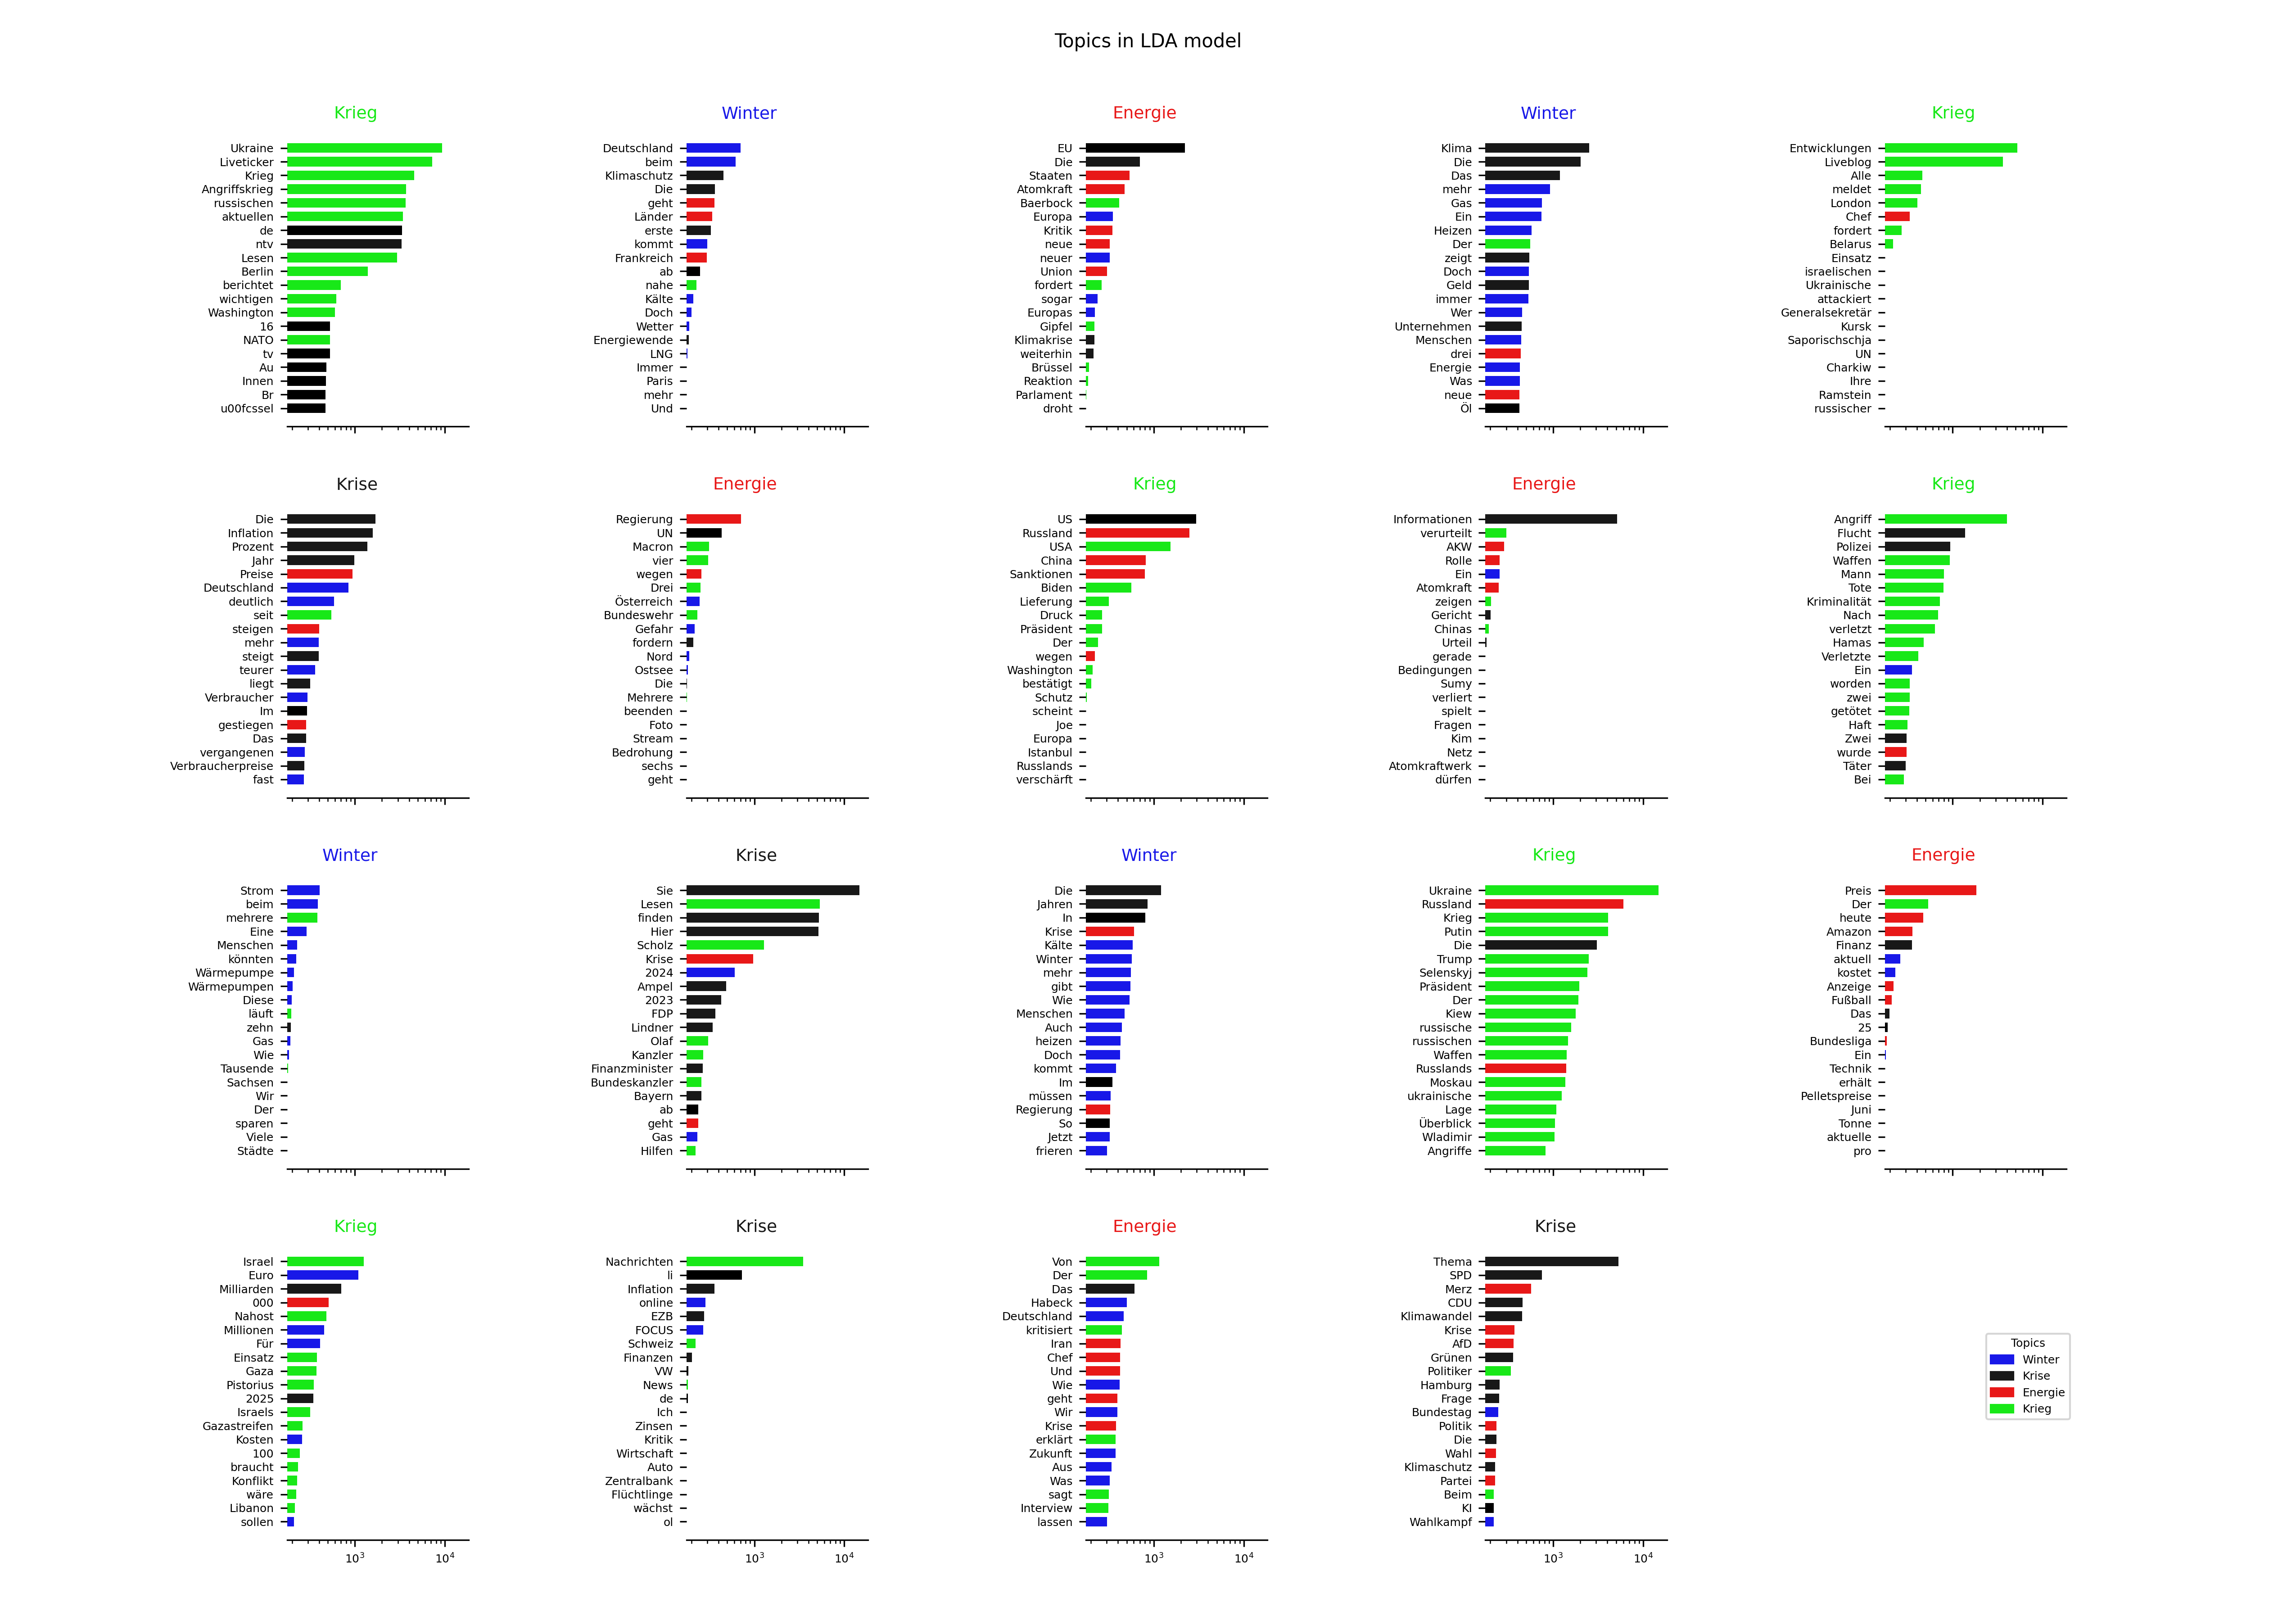 Topics in LDA model
Krieg
Ukraine
Liveticker
Krieg
Angriffskrieg
russischen
aktuellen
de
ntv
Lesen
Berlin
berichtet
wichtigen
Washington
16
NATO
tv
Au
Innen
Br
u00fcssel
Winter
Deutschland
beim
Klimaschutz
Die
geht
Länder
erste
kommt
Frankreich
ab
nahe
Kälte
Doch
Wetter
Energiewende
LNG
Immer
Paris
mehr
Und
Energie
EU
Die
Staaten
Atomkraft
Baerbock
Europa
Kritik
neue
neuer
Union
fordert
sogar
Europas
Gipfel
Klimakrise
weiterhin
Brüssel
Reaktion
Parlament
droht
Winter
Klima
Die
Das
mehr
Gas
Ein
Heizen
Der
zeigt
Doch
Geld
immer
Wer
Unternehmen
Menschen
drei
Energie
Was
neue
Öl
Krieg
Entwicklungen
Liveblog
Alle
meldet
London
Chef
fordert
Belarus
Einsatz
israelischen
Ukrainische
attackiert
Generalsekretär
Kursk
Saporischschja
UN
Charkiw
Ihre
Ramstein
russischer
Krise
Die
Inflation
Prozent
Jahr
Preise
Deutschland
deutlich
seit
steigen
mehr
steigt
teurer
liegt
Verbraucher
Im
gestiegen
Das
vergangenen
Verbraucherpreise
fast
Energie
Regierung
UN
Macron
vier
wegen
Drei
Österreich
Bundeswehr
Gefahr
fordern
Nord
Ostsee
Die
Mehrere
beenden
Foto
Stream
Bedrohung
sechs
geht
Krieg
US
Russland
USA
China
Sanktionen
Biden
Lieferung
Druck
Präsident
Der
wegen
Washington
bestätigt
Schutz
scheint
Joe
Europa
Istanbul
Russlands
verschärft
Energie
Informationen
verurteilt
AKW
Rolle
Ein
Atomkraft
zeigen
Gericht
Chinas
Urteil
gerade
Bedingungen
Sumy
verliert
spielt
Fragen
Kim
Netz
Atomkraftwerk
dürfen
Krieg
Angriff
Flucht
Polizei
Waffen
Mann
Tote
Kriminalität
Nach
verletzt
Hamas
Verletzte
Ein
worden
zwei
getötet
Haft
Zwei
wurde
Täter
Bei
Winter
Strom
beim
mehrere
Eine
Menschen
könnten
Wärmepumpe
Wärmepumpen
Diese
läuft
zehn
Gas
Wie
Tausende
Sachsen
Wir
Der
sparen
Viele
Städte
Krise
Sie
Lesen
finden
Hier
Scholz
Krise
2024
Ampel
2023
FDP
Lindner
Olaf
Kanzler
Finanzminister
Bundeskanzler
Bayern
ab
geht
Gas
Hilfen
Winter
Die
Jahren
In
Krise
Kälte
Winter
mehr
gibt
Wie
Menschen
Auch
heizen
Doch
kommt
Im
müssen
Regierung
So
Jetzt
frieren
Krieg
Ukraine
Russland
Krieg
Putin
Die
Trump
Selenskyj
Präsident
Der
Kiew
russische
russischen
Waffen
Russlands
Moskau
ukrainische
Lage
Überblick
Wladimir
Angriffe
Energie
Preis
Der
heute
Amazon
Finanz
aktuell
kostet
Anzeige
Fußball
Das
25
Bundesliga
Ein
Technik
erhält
Pelletspreise
Juni
Tonne
aktuelle
pro
Krieg
Israel
Euro
Milliarden
000
Nahost
Millionen
Für
Einsatz
Gaza
Pistorius
2025
Israels
Gazastreifen
Kosten
100
braucht
Konflikt
wäre
Libanon
sollen
10³
10⁴
Krise
Nachrichten
li
Inflation
online
EZB
FOCUS
Schweiz
Finanzen
VW
News
de
Ich
Zinsen
Kritik
Wirtschaft
Auto
Zentralbank
Flüchtlinge
wächst
ol
10³
10⁴
Energie
Von
Der
Das
Habeck
Deutschland
kritisiert
Iran
Chef
Und
Wie
geht
Wir
Krise
erklärt
Zukunft
Aus
Was
sagt
Interview
lassen
10³
10⁴
Krise
Thema
SPD
Merz
CDU
Klimawandel
Krise
AfD
Grünen
Politiker
Hamburg
Frage
Bundestag
Politik
Die
Wahl
Klimaschutz
Partei
Beim
KI
Wahlkampf
10³
10⁴
Topics
Winter
Krise
Energie
Krieg